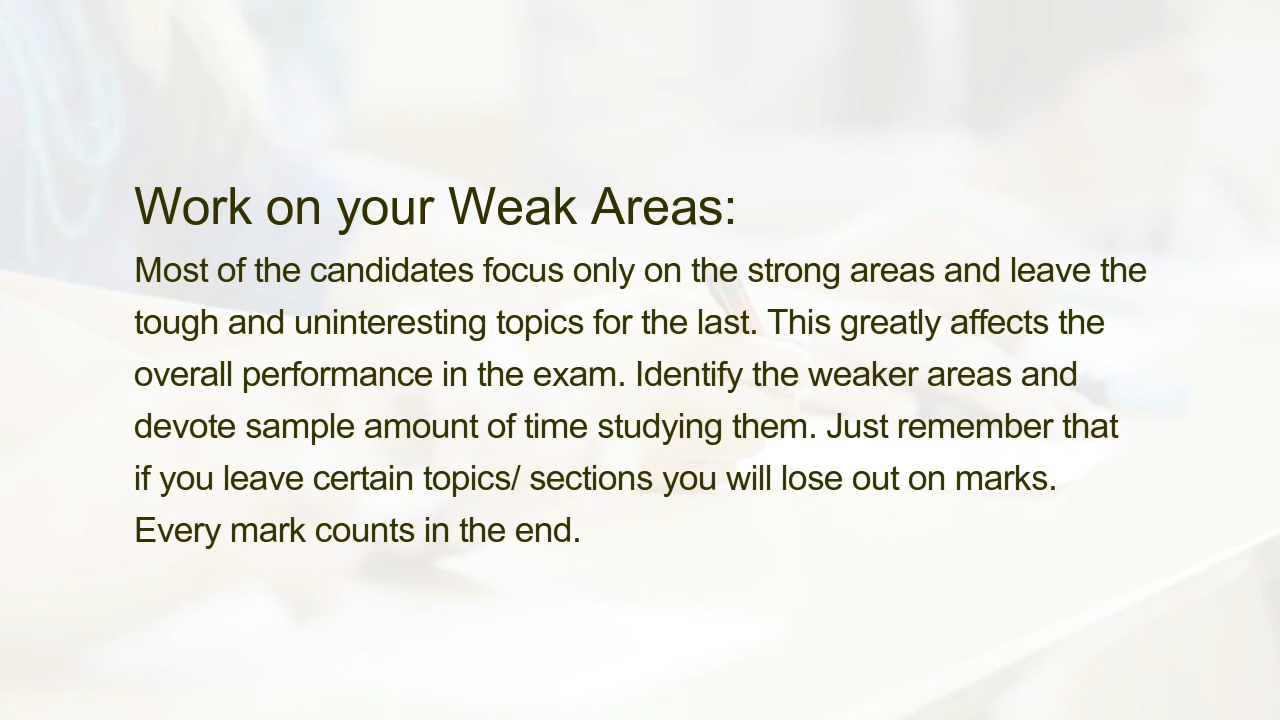 Work on your Weak Areas:
Most of the candidates focus only on the strong areas and leave the
tough and uninteresting topics for the last. This greatly affects the
overall performance in the exam. Identify the weaker areas and
devote sample amount of time studying them. Just remember that
if you leave certain topics/ sections you will lose out on marks.
Every mark counts in the end.